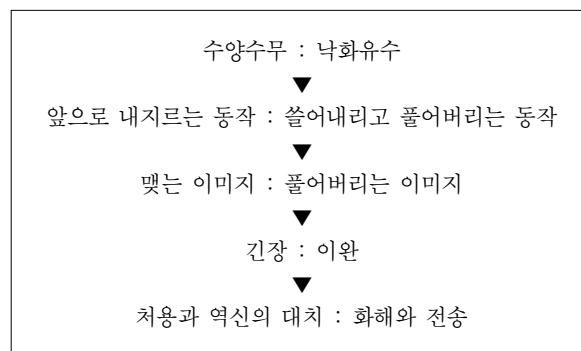 수양수무 : 낙화유수
▼
앞으로 내지르는 동작 : 쓸어내리고 풀어버리는 동작
▼
맺는 이미지 : 풀어버리는 이미지
▼
긴장 : 이완
▼
처용과 역신의 대치 : 화해와 전송